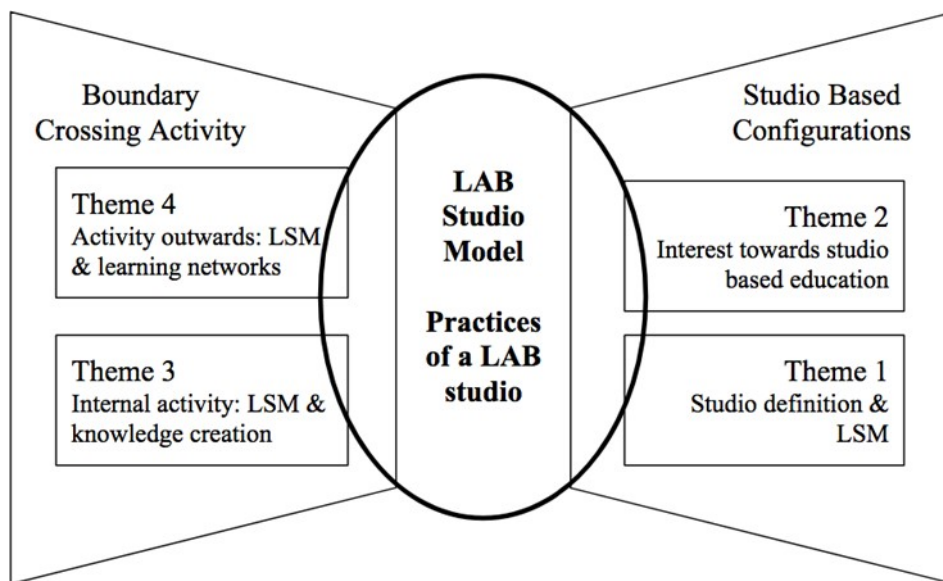 Boundary
Crossing Activity
Theme 4
Activity outwards: LSM
& learning networks
Theme 3
Internal activity: LSM &
knowledge creation
LAB
Studio
Model
Practices
of a LAB
studio
Studio Based
Configurations
Theme 2
Interest towards studio
based education
Theme 1
Studio definition &
LSM